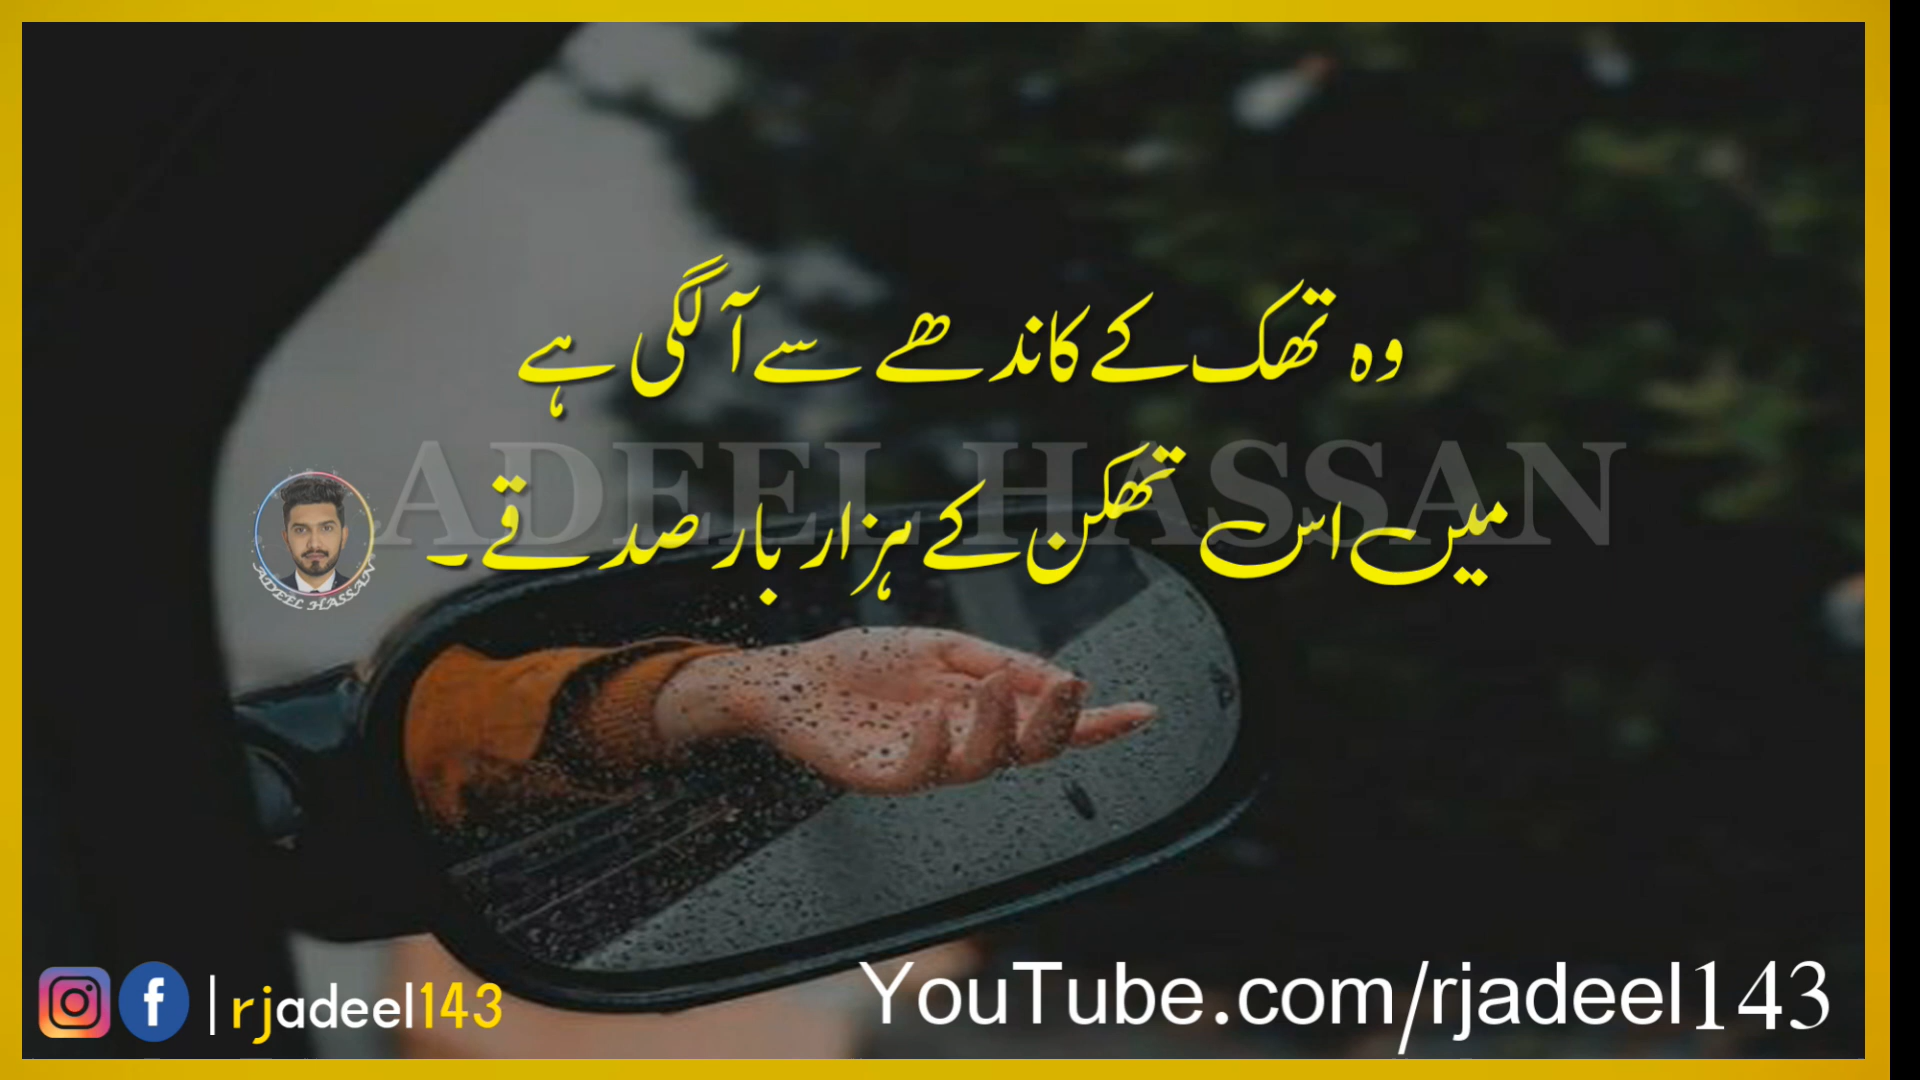 وہ تھک کے کاندھے سے آ لگی ہے
ADEEL HASSAN
میں اس تھکن کے ہزار بار صدقے ۔
ADEEL HASSAN
| rjadeel143
YouTube.com/rjadeel143